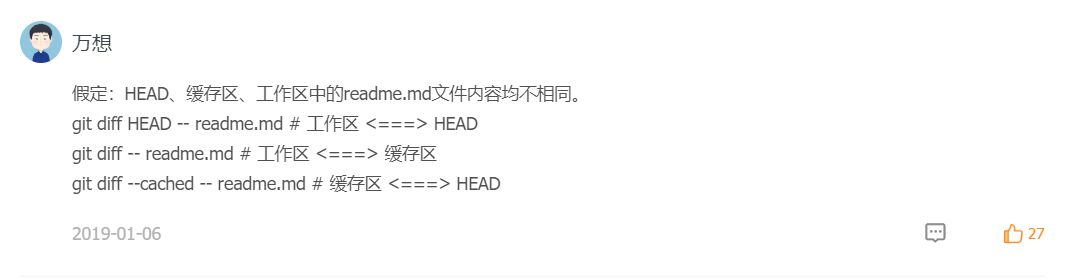 万想
假定：HEAD、缓存区、工作区中的readme.md文件内容均不相同。
git diff HEAD -- readme.md # 工作区 <===> HEAD
git diff -- readme.md # 工作区 <===> 缓存区
git diff --cached -- readme.md # 缓存区 <===> HEAD
2019-01-06
27